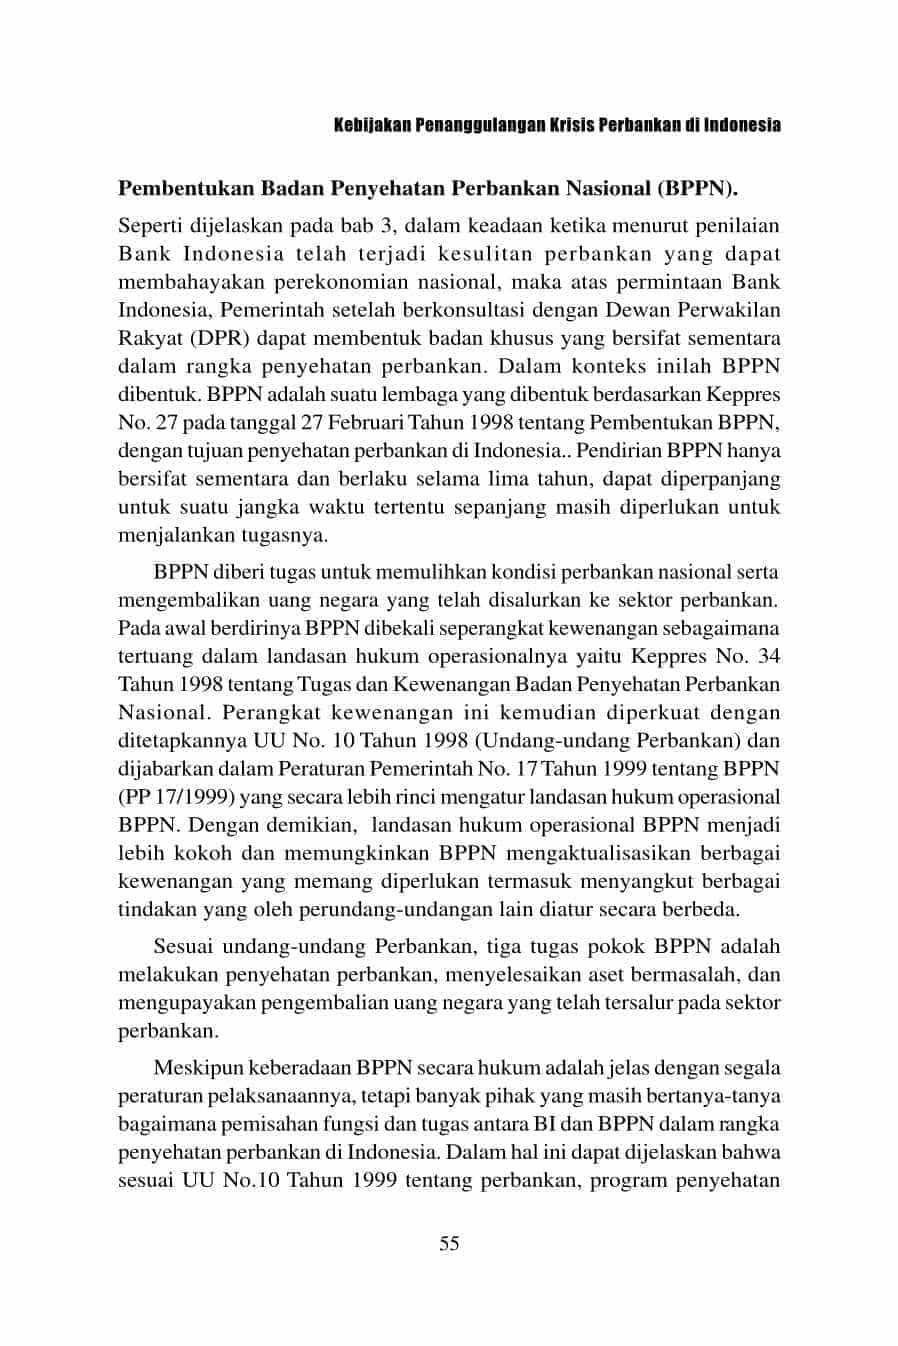 Kebijakan Penanggulangan Krisis Perbankan di Indonesia
Pembentukan Badan Penyehatan Perbankan Nasional (BPPN).
Seperti dijelaskan pada bab 3, dalam keadaan ketika menurut penilaian
Bank Indonesia telah terjadi kesulitan perbankan yang dapat
membahayakan perekonomian nasional, maka atas permintaan Bank
Indonesia, Pemerintah setelah berkonsultasi dengan Dewan Perwakilan
Rakyat (DPR) dapat membentuk badan khusus yang bersifat sementara
dalam rangka penyehatan perbankan. Dalam konteks inilah BPPN
dibentuk. BPPN adalah suatu lembaga yang dibentuk berdasarkan Keppres
No. 27 pada tanggal 27 Februari Tahun 1998 tentang Pembentukan BPPN,
dengan tujuan penyehatan perbankan di Indonesia.. Pendirian BPPN hanya
bersifat sementara dan berlaku selama lima tahun, dapat diperpanjang
untuk suatu jangka waktu tertentu sepanjang masih diperlukan untuk
menjalankan tugasnya.
BPPN diberi tugas untuk memulihkan kondisi perbankan nasional serta
mengembalikan uang negara yang telah disalurkan ke sektor perbankan.
Pada awal berdirinya BPPN dibekali seperangkat kewenangan sebagaimana
tertuang dalam landasan hukum operasionalnya yaitu Keppres No. 34
Tahun 1998 tentang Tugas dan Kewenangan Badan Penyehatan Perbankan
Nasional. Perangkat kewenangan ini kemudian diperkuat dengan
ditetapkannya UU No. 10 Tahun 1998 (Undang-undang Perbankan) dan
dijabarkan dalam Peraturan Pemerintah No. 17 Tahun 1999 tentang BPPN
(PP 17/1999) yang secara lebih rinci mengatur landasan hukum operasional
BPPN. Dengan demikian, landasan hukum operasional BPPN menjadi
lebih kokoh dan memungkinkan BPPN mengaktualisasikan berbagai
kewenangan yang memang diperlukan termasuk menyangkut berbagai
tindakan yang oleh perundang-undangan lain diatur secara berbeda.
Sesuai undang-undang Perbankan, tiga tugas pokok BPPN adalah
melakukan penyehatan perbankan, menyelesaikan aset bermasalah, dan
mengupayakan pengembalian uang negara yang telah tersalur pada sektor
perbankan.
Meskipun keberadaan BPPN secara hukum adalah jelas dengan segala
peraturan pelaksanaannya, tetapi banyak pihak yang masih bertanya-tanya
bagaimana pemisahan fungsi dan tugas antara BI dan BPPN dalam rangka
penyehatan perbankan di Indonesia. Dalam hal ini dapat dijelaskan bahwa
sesuai UU No.10 Tahun 1999 tentang perbankan, program penyehatan
55